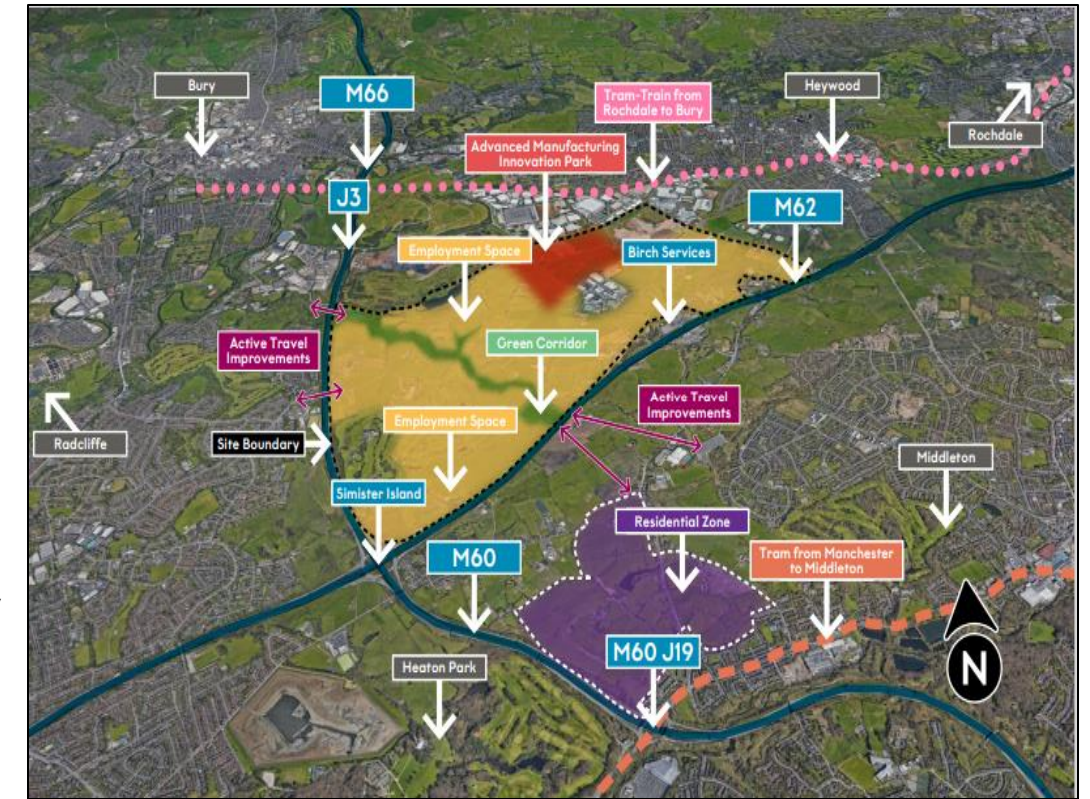 Bury
M66
Tram-Train from
Rochdale to Bury
Heywood
Rochdale
Advanced Manufacturing
Innovation Park
J3
M62
Employment Space
Birch Services
Active Travel
Improvements
Green Corridor
Radcliffe
Site Boundary
Employment Space
Active Travel
Improvements
Middleton
Simister Island
Residential Zone
M60
Tram from Manchester
to Middleton
Heaton Park
M60 J19
N